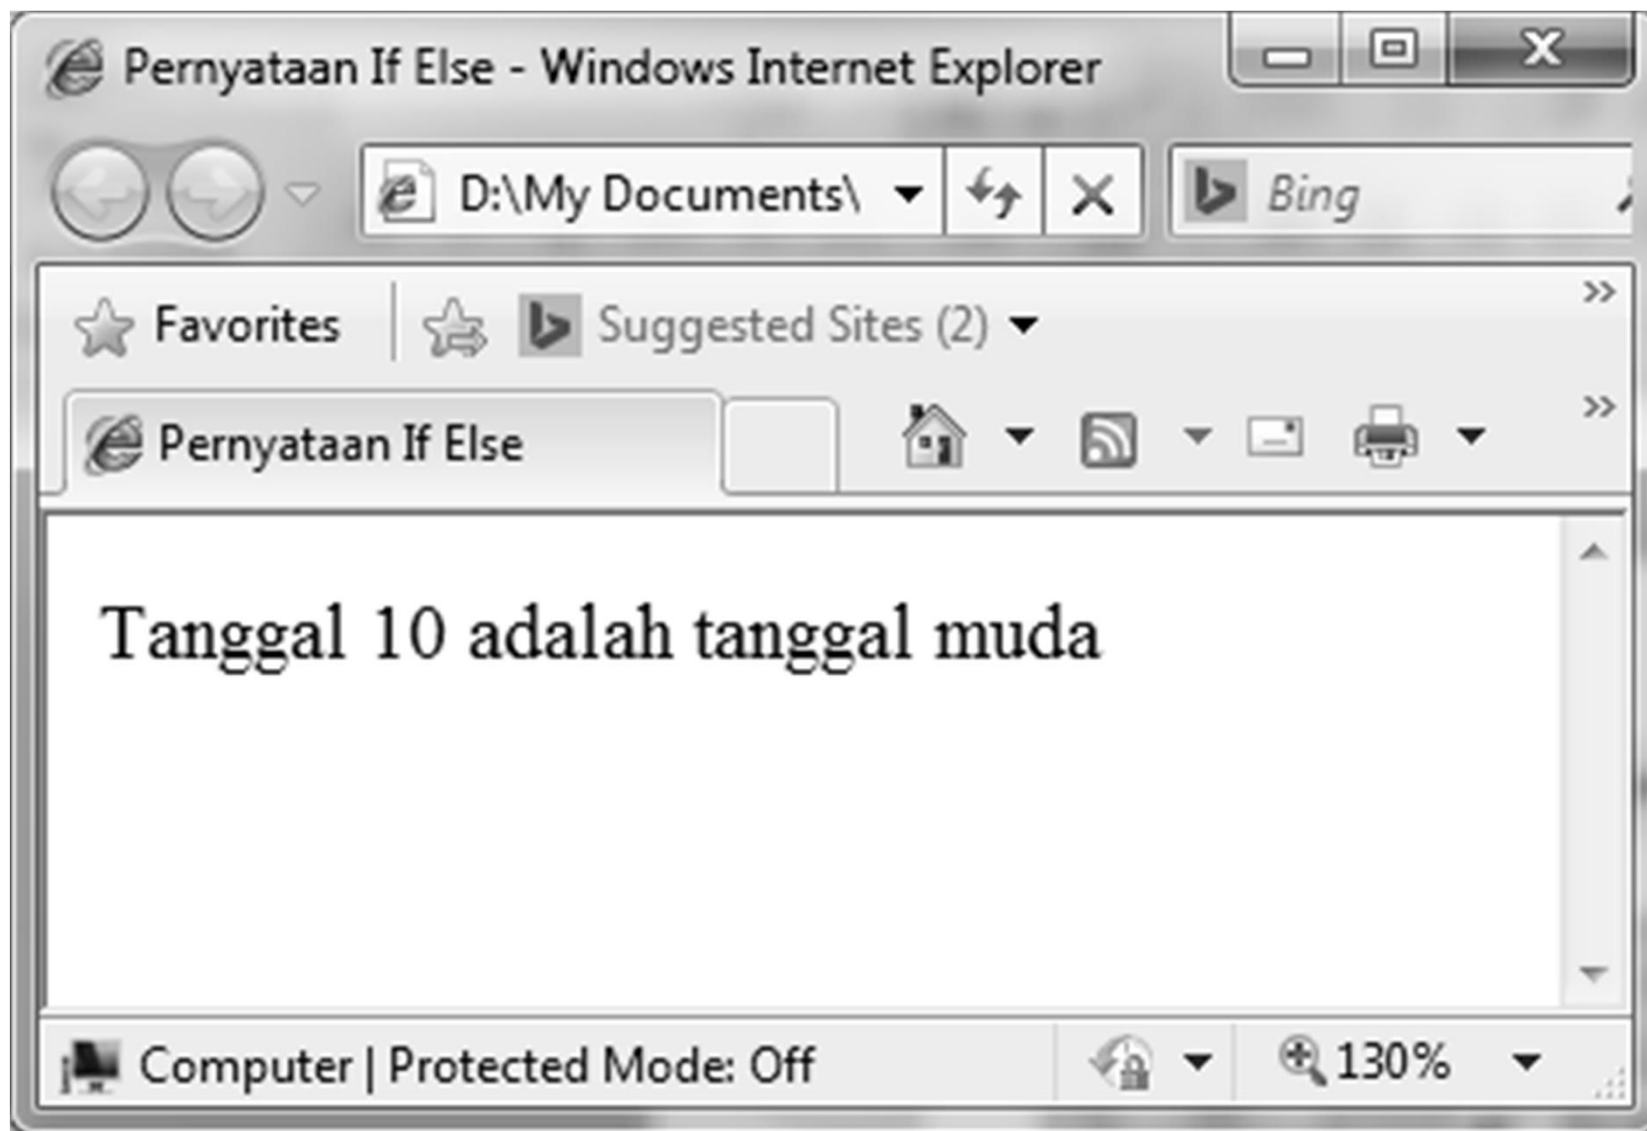 Pernyataan If Else - Windows Internet Explorer
D:\My Documents\
Bing
Favorites
Suggested Sites (2)
Pernyataan If Else
Tanggal 10 adalah tanggal muda
Computer | Protected Mode: Off
130%